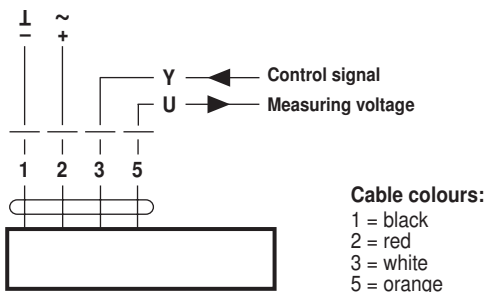 ⊥ ~
– +
Y Control signal
U Measuring voltage
1 2 3 5
Cable colours:
1 = black
2 = red
3 = white
5 = orange